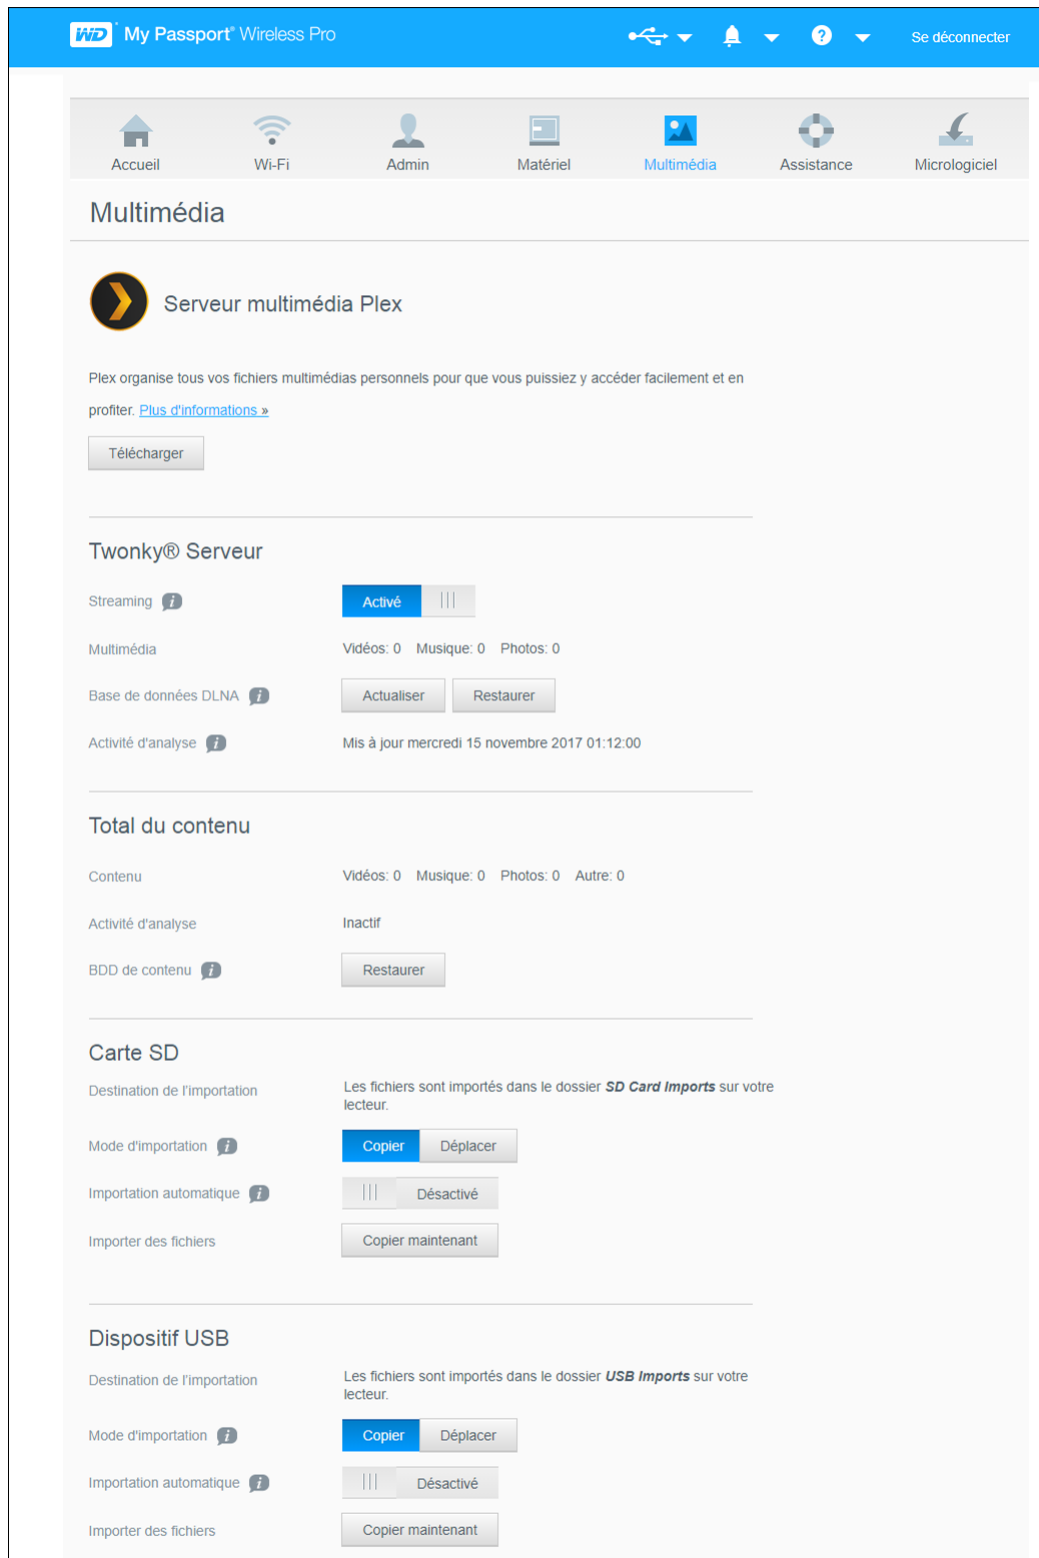 WD My Passport® Wireless Pro
? Se déconnecter
Accueil Wi-Fi Admin Matériel Multimédia Assistance Micrologiciel
Multimédia
Serveur multimédia Plex
Plex organise tous vos fichiers multimédias personnels pour que vous puissiez y accéder facilement et en
profiter. Plus d'informations »
Télécharger
Twonky® Serveur
Streaming i Activé
Multimédia Vidéos: 0 Musique: 0 Photos: 0
Base de données DLNA i Actualiser Restaurer
Activité d'analyse i Mis à jour mercredi 15 novembre 2017 01:12:00
Total du contenu
Contenu Vidéos: 0 Musique: 0 Photos: 0 Autre: 0
Activité d'analyse Inactif
BDD de contenu i Restaurer
Carte SD
Destination de l'importation Les fichiers sont importés dans le dossier SD Card Imports sur votre
lecteur.
Mode d'importation i Copier Déplacer
Importation automatique i Désactivé
Importer des fichiers Copier maintenant
Dispositif USB
Destination de l'importation Les fichiers sont importés dans le dossier USB Imports sur votre
lecteur.
Mode d'importation i Copier Déplacer
Importation automatique i Désactivé
Importer des fichiers Copier maintenant